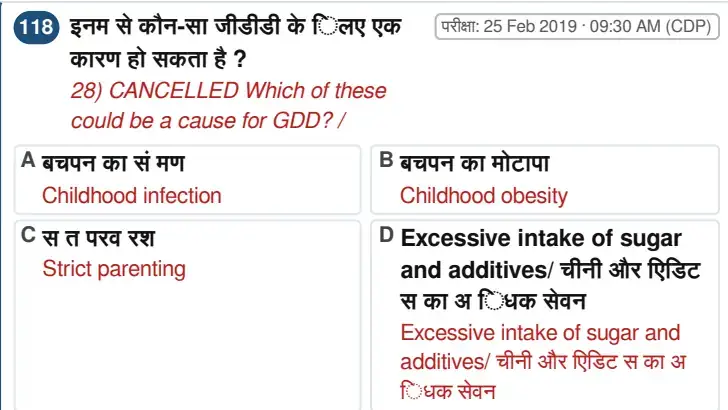 118 इनम से कौन-सा जीडीडी के िलए एक
कारण हो सकता है ?
परीक्षा: 25 Feb 2019 · 09:30 AM (CDP)
28) CANCELLED Which of these
could be a cause for GDD? /
A बचपन का सं मण
Childhood infection
B बचपन का मोटापा
Childhood obesity
C स त परव रश
Strict parenting
D Excessive intake of sugar
and additives/ चीनी और एिडिट
स का अ िधक सेवन
Excessive intake of sugar and
additives/ चीनी और एिडिट स का अ
िधक सेवन